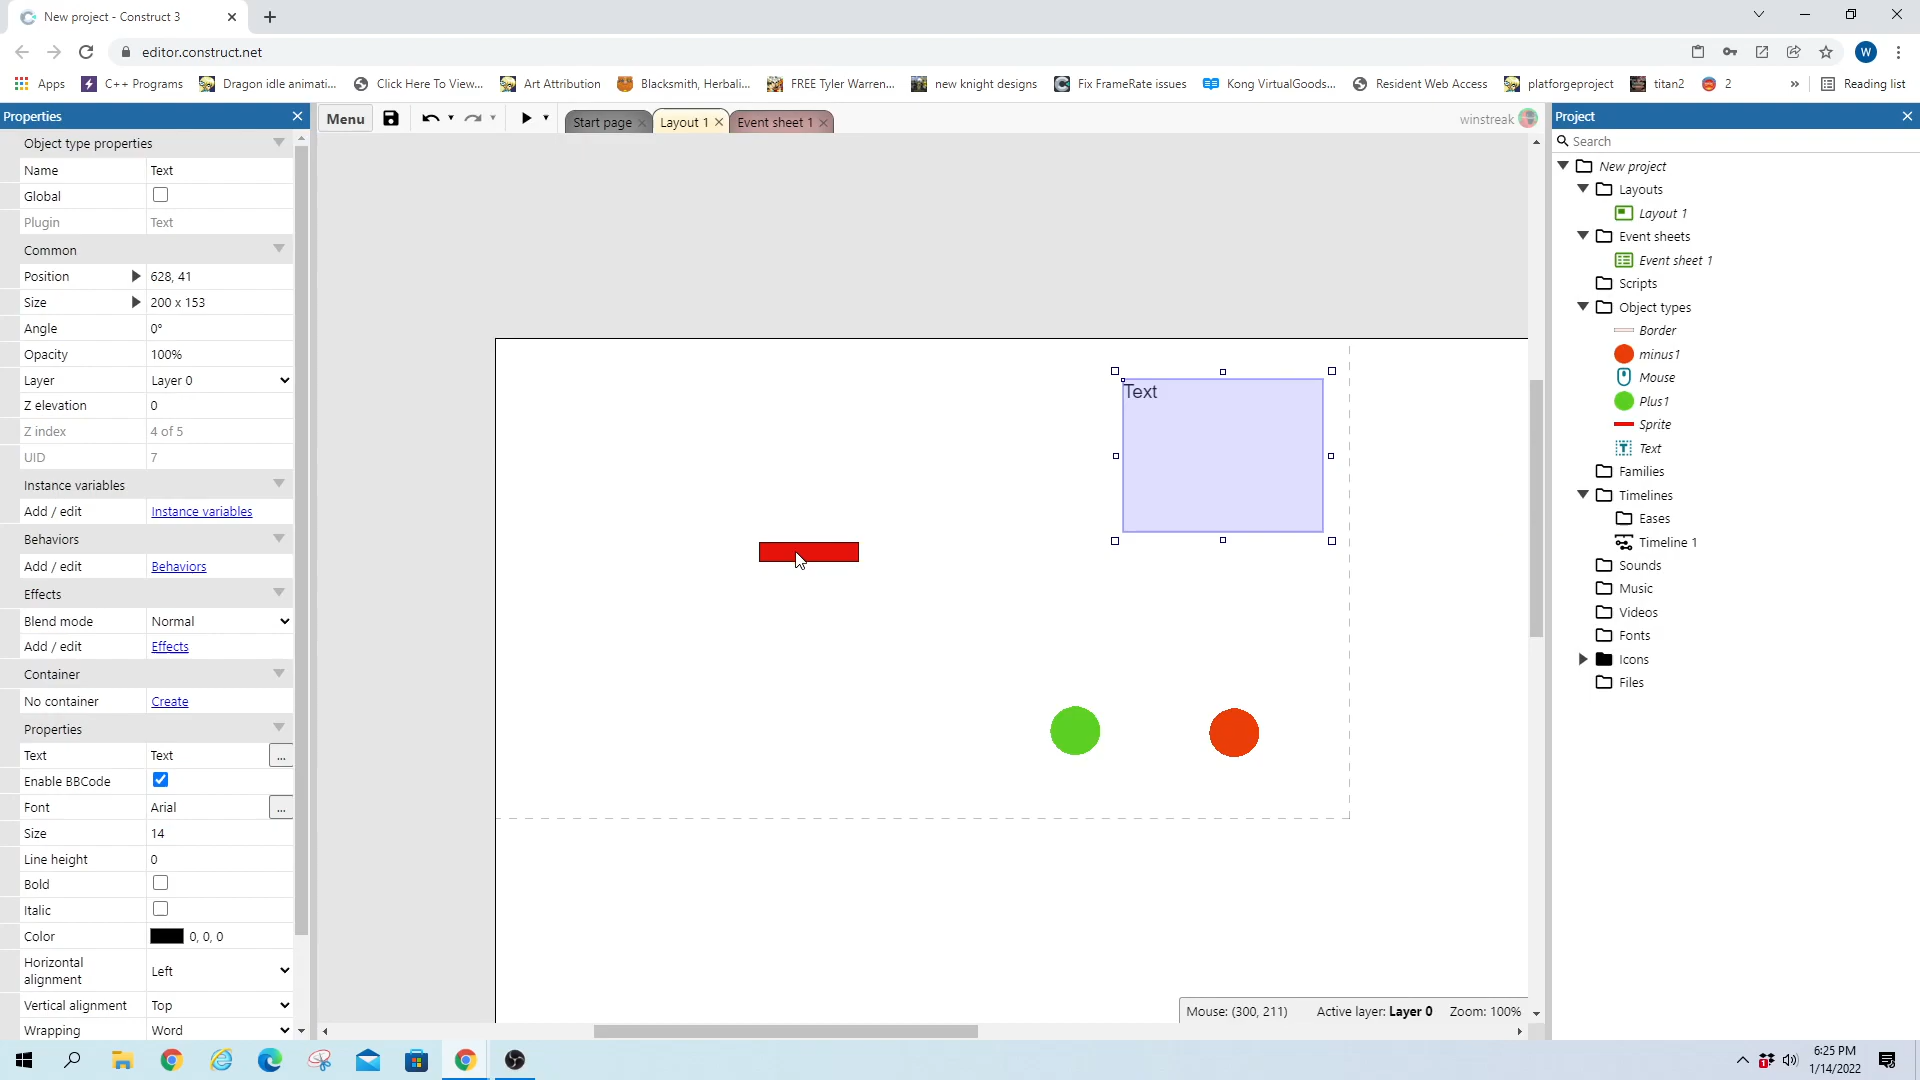 New project - Construct 3
editor.construct.net
W
Apps
C++ Programs
Dragon idle animati...
Click Here To View...
Art Attribution
Blacksmith, Herbali...
FREE Tyler Warren...
new knight designs
Fix FrameRate issues
Kong VirtualGoods...
Resident Web Access
platforgeproject
titan2
2
»
Reading list
Properties
Menu
Start page
Layout 1
Event sheet 1
winstreak
Project
Object type properties
Name Text
Global
Plugin Text
Common
Position 628, 41
Size 200 x 153
Angle 0°
Opacity 100%
Layer Layer 0
Z elevation 0
Z index 4 of 5
UID 7
Instance variables
Add / edit Instance variables
Behaviors
Add / edit Behaviors
Effects
Blend mode Normal
Add / edit Effects
Container
No container Create
Properties
Text Text ...
Enable BBCode
Font Arial ...
Size 14
Line height 0
Bold
Italic
Color 0, 0, 0
Horizontal
alignment Left
Vertical alignment Top
Wrapping Word
Text
Mouse: (300, 211) Active layer: Layer 0 Zoom: 100%
Search
New project
Layouts
Layout 1
Event sheets
Event sheet 1
Scripts
Object types
Border
minus1
Mouse
Plus1
Sprite
Text
Families
Timelines
Eases
Timeline 1
Sounds
Music
Videos
Fonts
Icons
Files
6:25 PM
1/14/2022